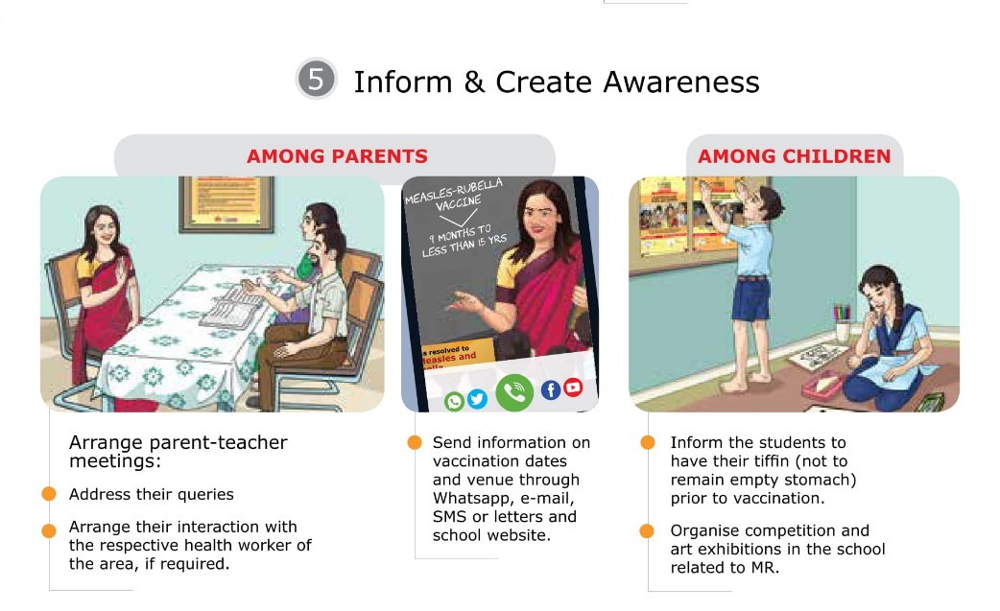 5 Inform & Create Awareness
AMONG PARENTS
MEASLES-RUBELLA
VACCINE
9 MONTHS TO
LESS THAN 15 YRS
s resolved to
Measles and
Arrange parent-teacher
meetings:
Address their queries
Arrange their interaction with
the respective health worker of
the area, if required.
Send information on
vaccination dates
and venue through
Whatsapp, e-mail,
SMS or letters and
school website.
AMONG CHILDREN
Inform the students to
have their tiffin (not to
remain empty stomach)
prior to vaccination.
Organise competition and
art exhibitions in the school
related to MR.